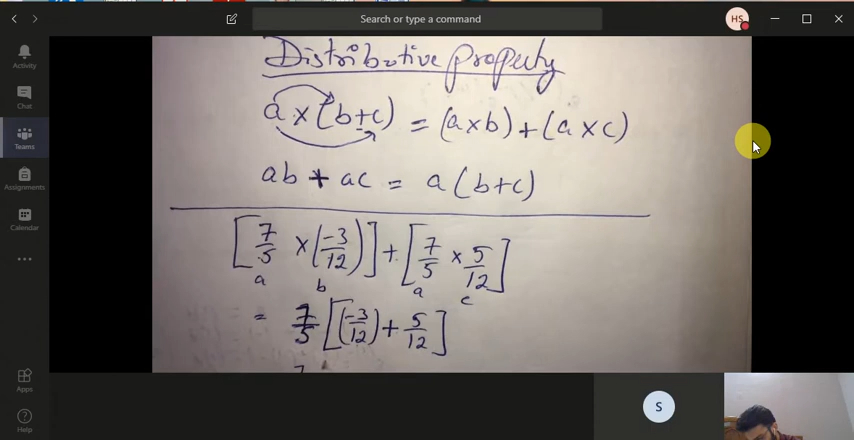 Search or type a command
HS
Activity
Chat
Teams
Assignments
Calendar
Apps
Help
Distributive property
a × (b+c) = (a×b) + (a×c)
ab + ac = a(b+c)
[7/5 × (-3/12)] + [7/5 × 5/12]
a b a c
= 7/5 [(-3/12) + 5/12]
S